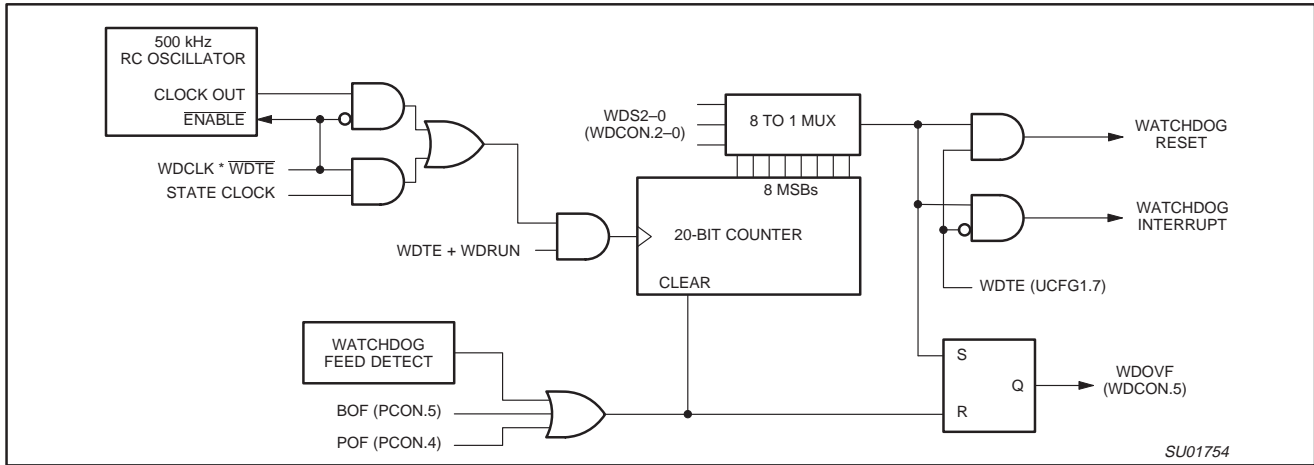 500 kHz
RC OSCILLATOR
CLOCK OUT
ENABLE
WDCLK * WDTE
STATE CLOCK
WDS2–0
(WDCON.2–0)
8 TO 1 MUX
8 MSBs
WATCHDOG
RESET
WATCHDOG
INTERRUPT
WDTE + WDRUN
20-BIT COUNTER
CLEAR
WDTE (UCFG1.7)
WATCHDOG
FEED DETECT
BOF (PCON.5)
POF (PCON.4)
S
Q
R
WDOVF
(WDCON.5)
SU01754